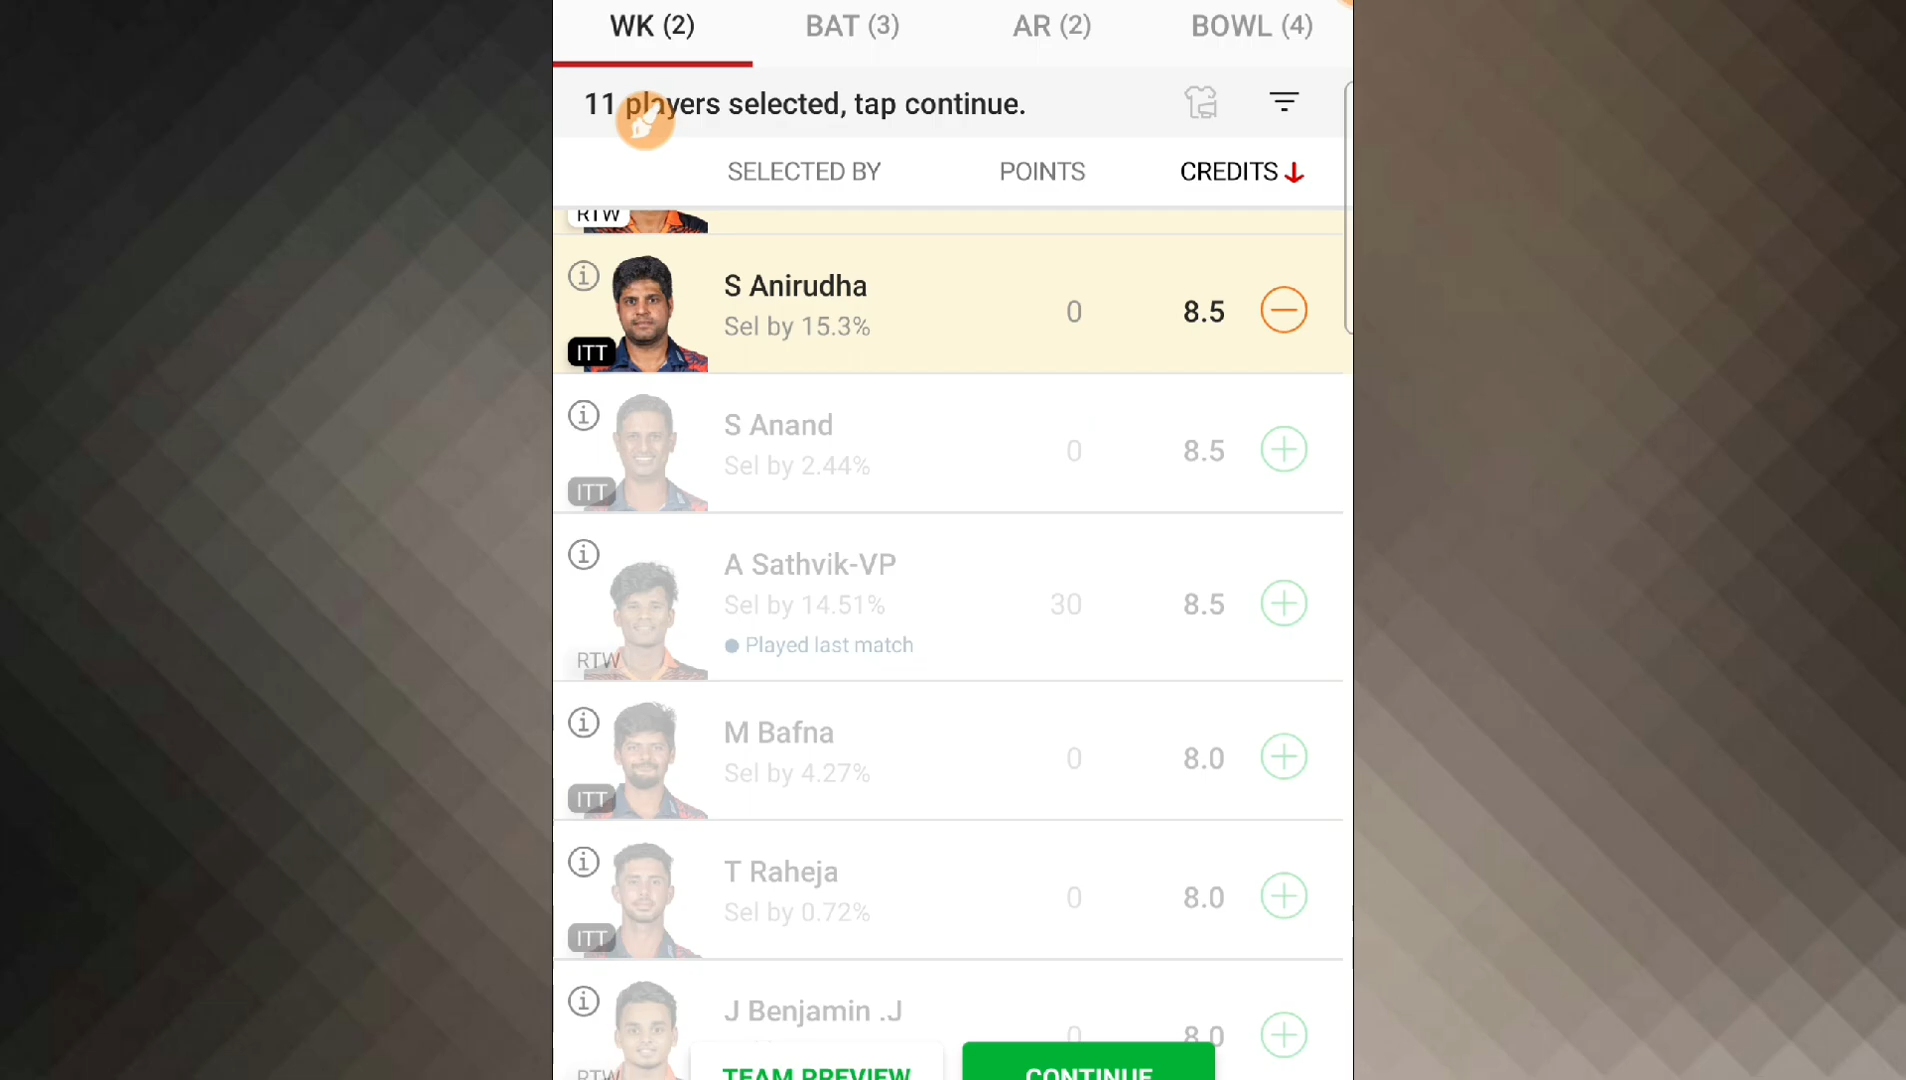 WK (2) BAT (3) AR (2) BOWL (4)
11 players selected, tap continue.
SELECTED BY POINTS CREDITS
RTW
S Anirudha
Sel by 15.3% 0 8.5
ITT
S Anand
Sel by 2.44% 0 8.5
ITT
A Sathvik-VP
Sel by 14.51% 30 8.5
Played last match
RTW
M Bafna
Sel by 4.27% 0 8.0
ITT
T Raheja
Sel by 0.72% 0 8.0
ITT
J Benjamin .J
0 8.0
RTW
TEAM PREVIEW CONTINUE